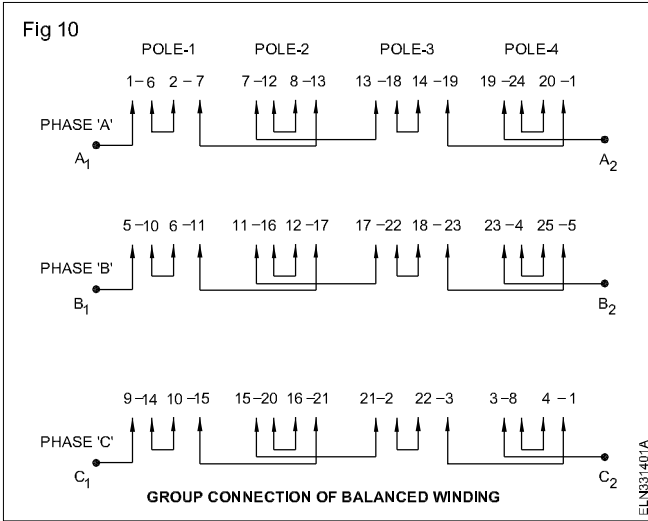 Fig 10
POLE-1 POLE-2 POLE-3 POLE-4
1–6 2–7 7–12 8–13 13–18 14–19 19–24 20–1
PHASE 'A'
A1 A2
5–10 6–11 11–16 12–17 17–22 18–23 23–4 25–5
PHASE 'B'
B1 B2
9–14 10–15 15–20 16–21 21–2 22–3 3–8 4–1
PHASE 'C'
C1 C2
GROUP CONNECTION OF BALANCED WINDING
ELN331401A